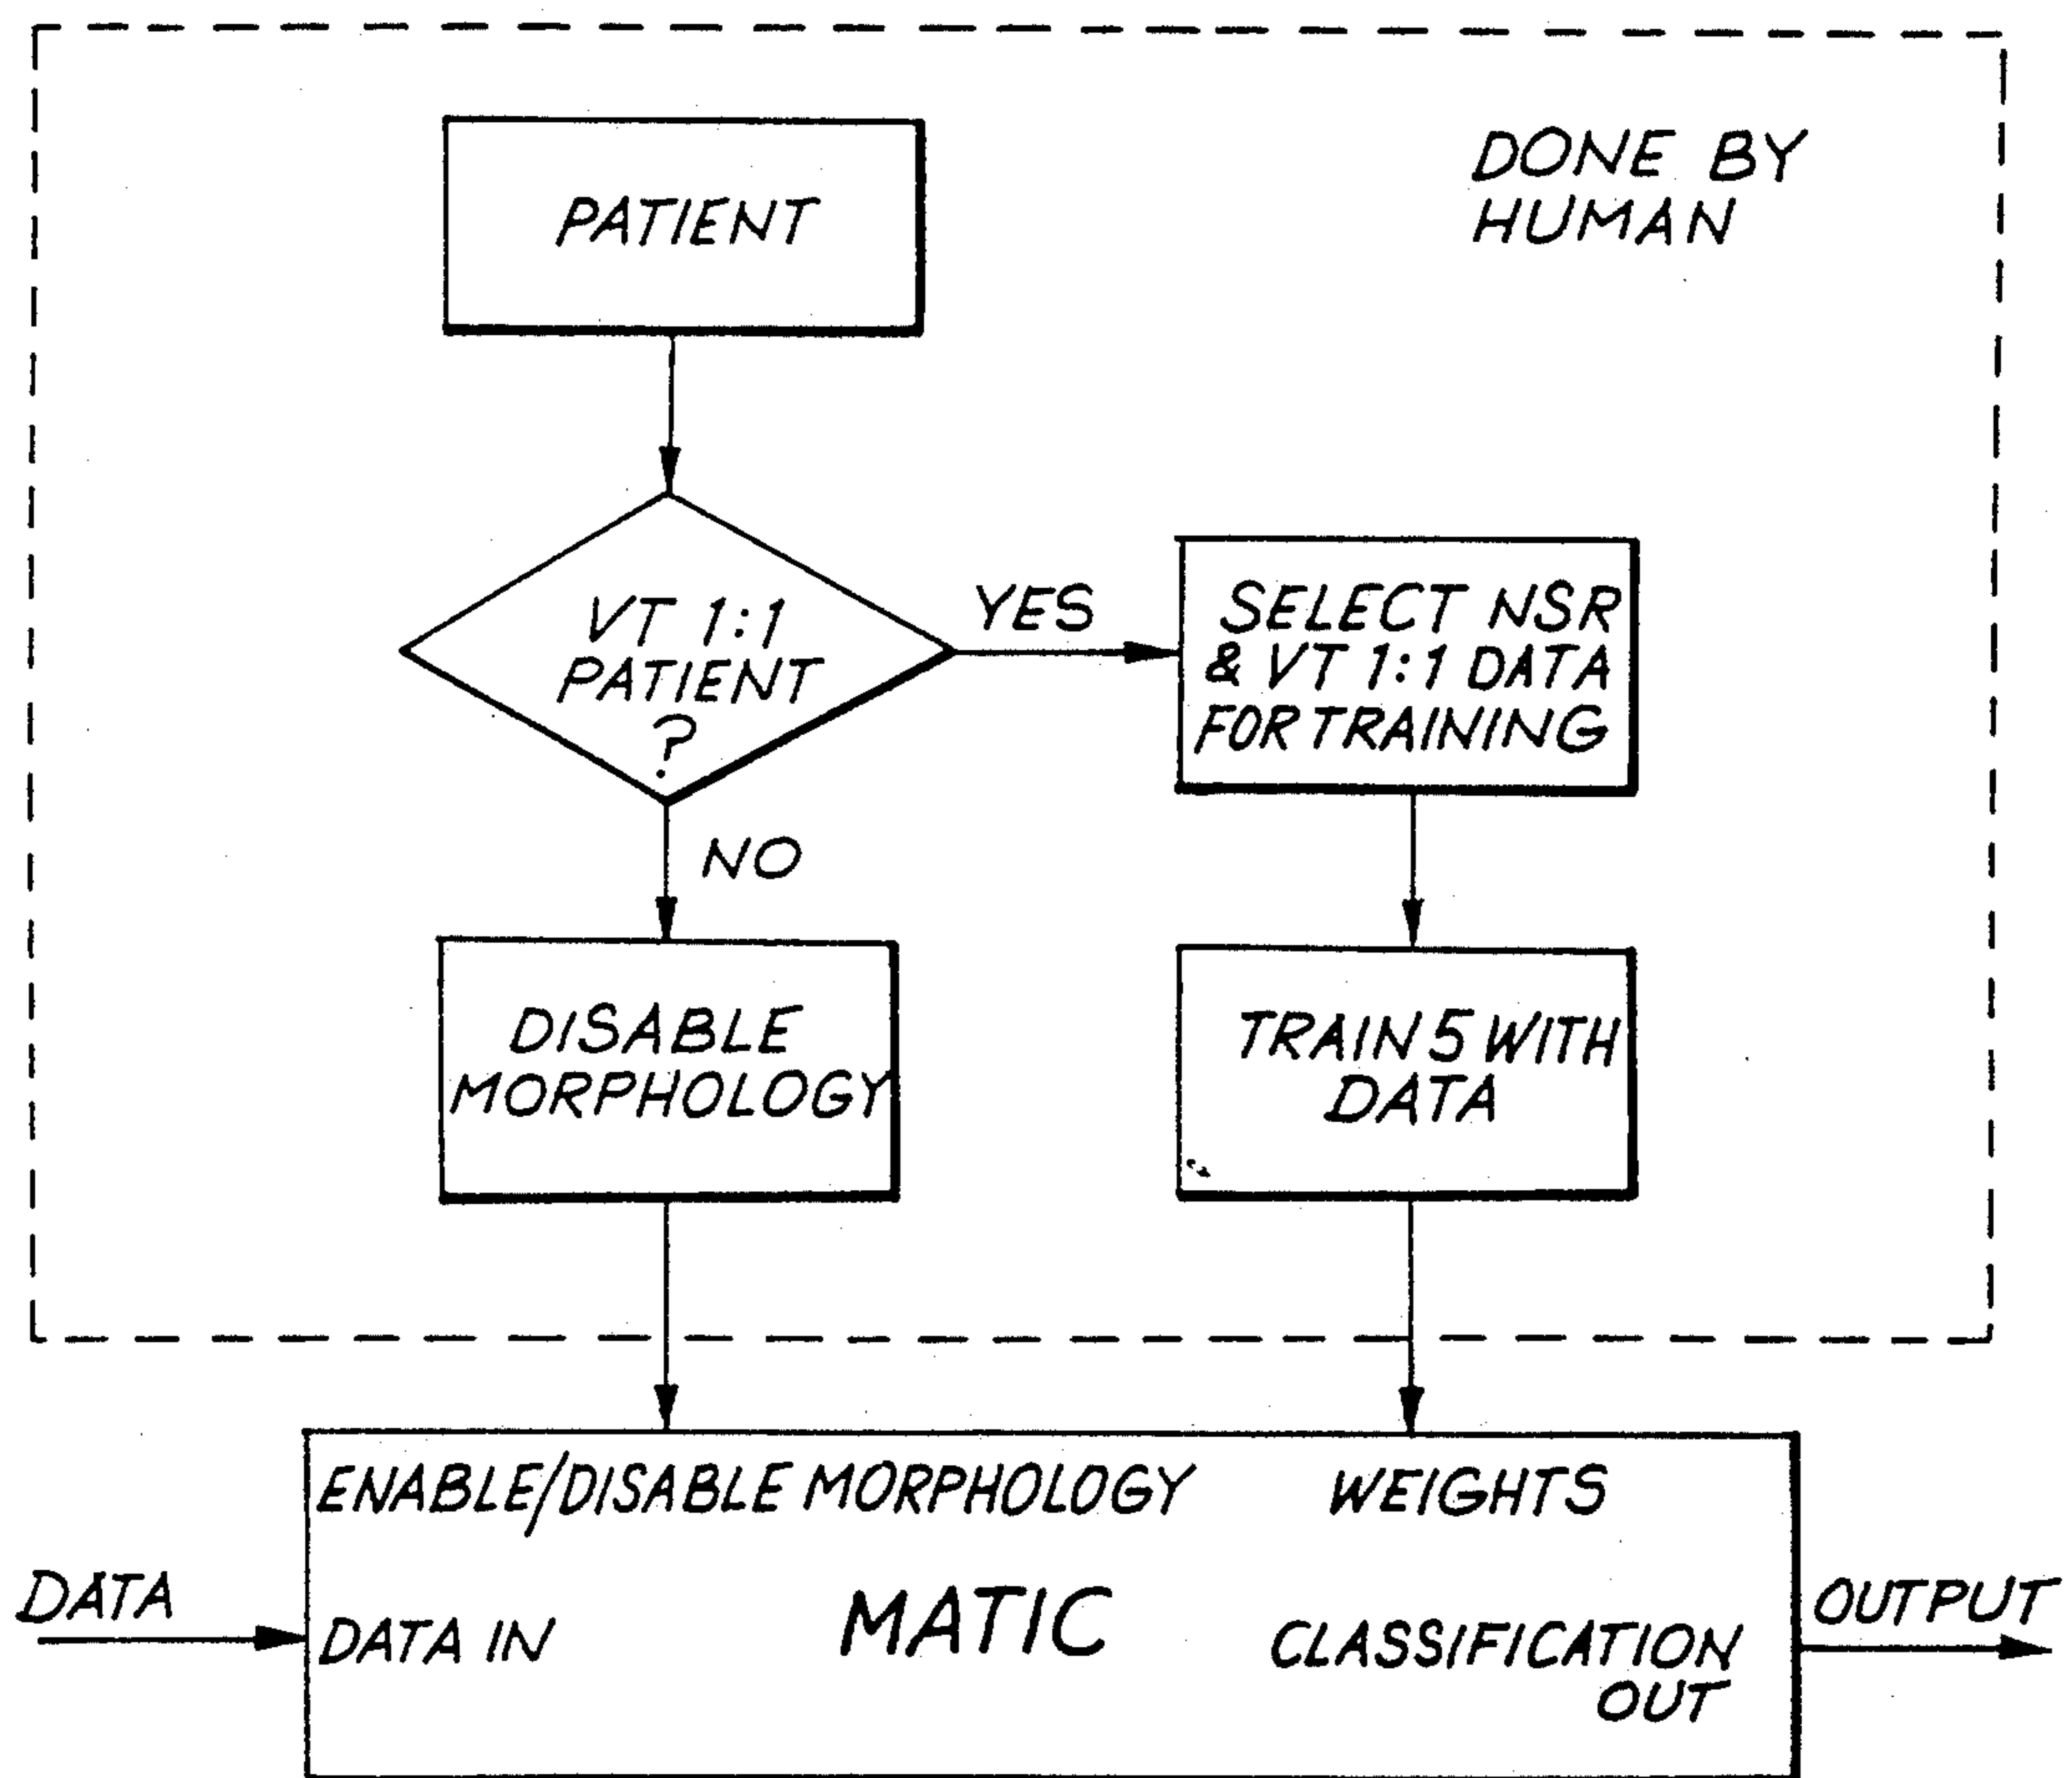 DONE BY
HUMAN
PATIENT
VT 1:1
PATIENT
?
YES
SELECT NSR
& VT 1:1 DATA
FOR TRAINING
NO
DISABLE
MORPHOLOGY
TRAIN 5 WITH
DATA
ENABLE/DISABLE MORPHOLOGY
WEIGHTS
DATA
DATA IN
MATIC
CLASSIFICATION
OUT
OUTPUT